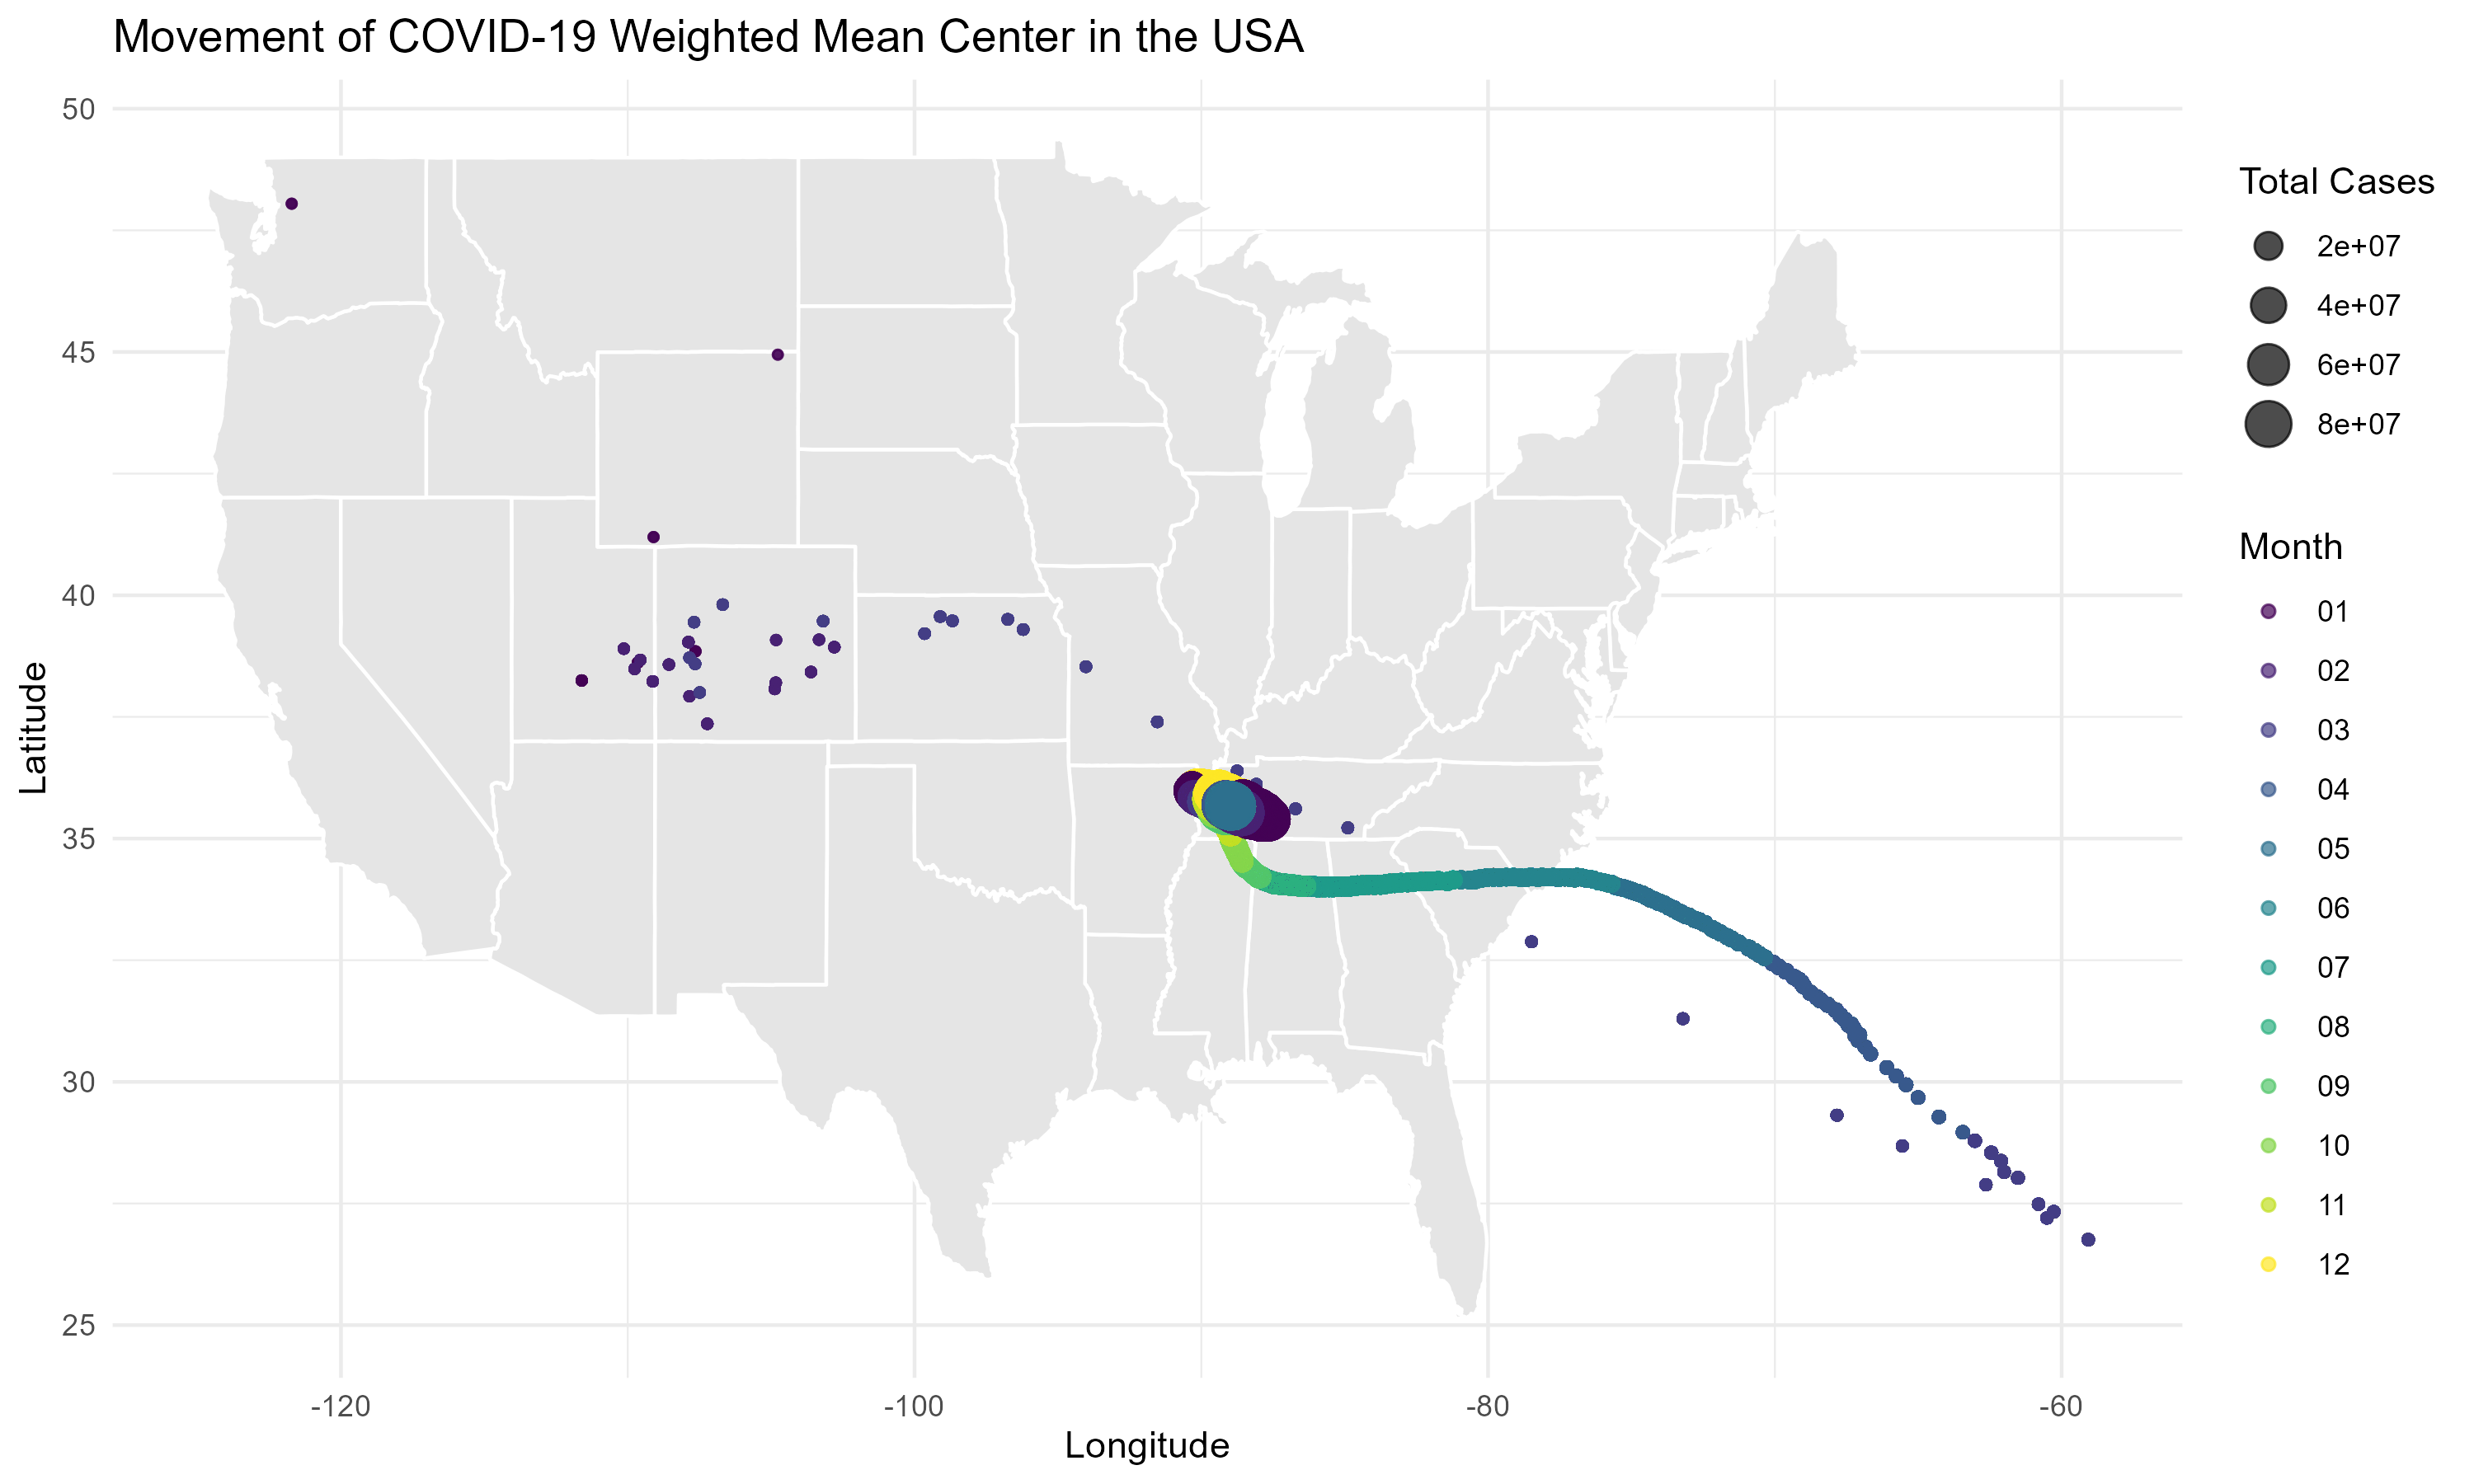 Movement of COVID-19 Weighted Mean Center in the USA
50
45
40
35
30
25
Latitude
-120
-100
-80
-60
Longitude
Total Cases
2e+07
4e+07
6e+07
8e+07
Month
01
02
03
04
05
06
07
08
09
10
11
12